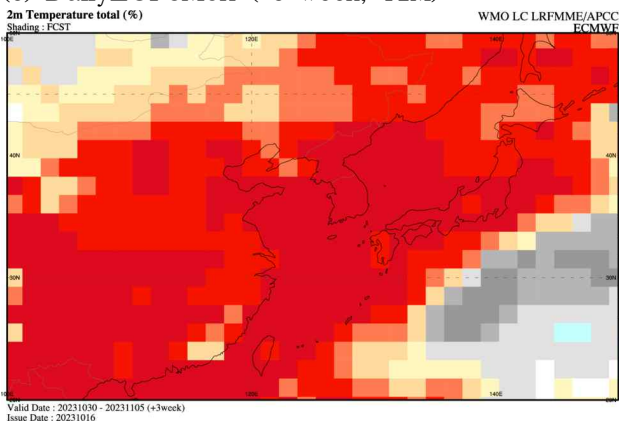 2m Temperature total (%)
WMO LC LRFMME/APCC
Shading : FCST
ECMWF
120E
140E
40N
40N
30N
30N
120E
140E
Valid Date : 20231030 - 20231105 (+3week)
Issue Date : 20231016